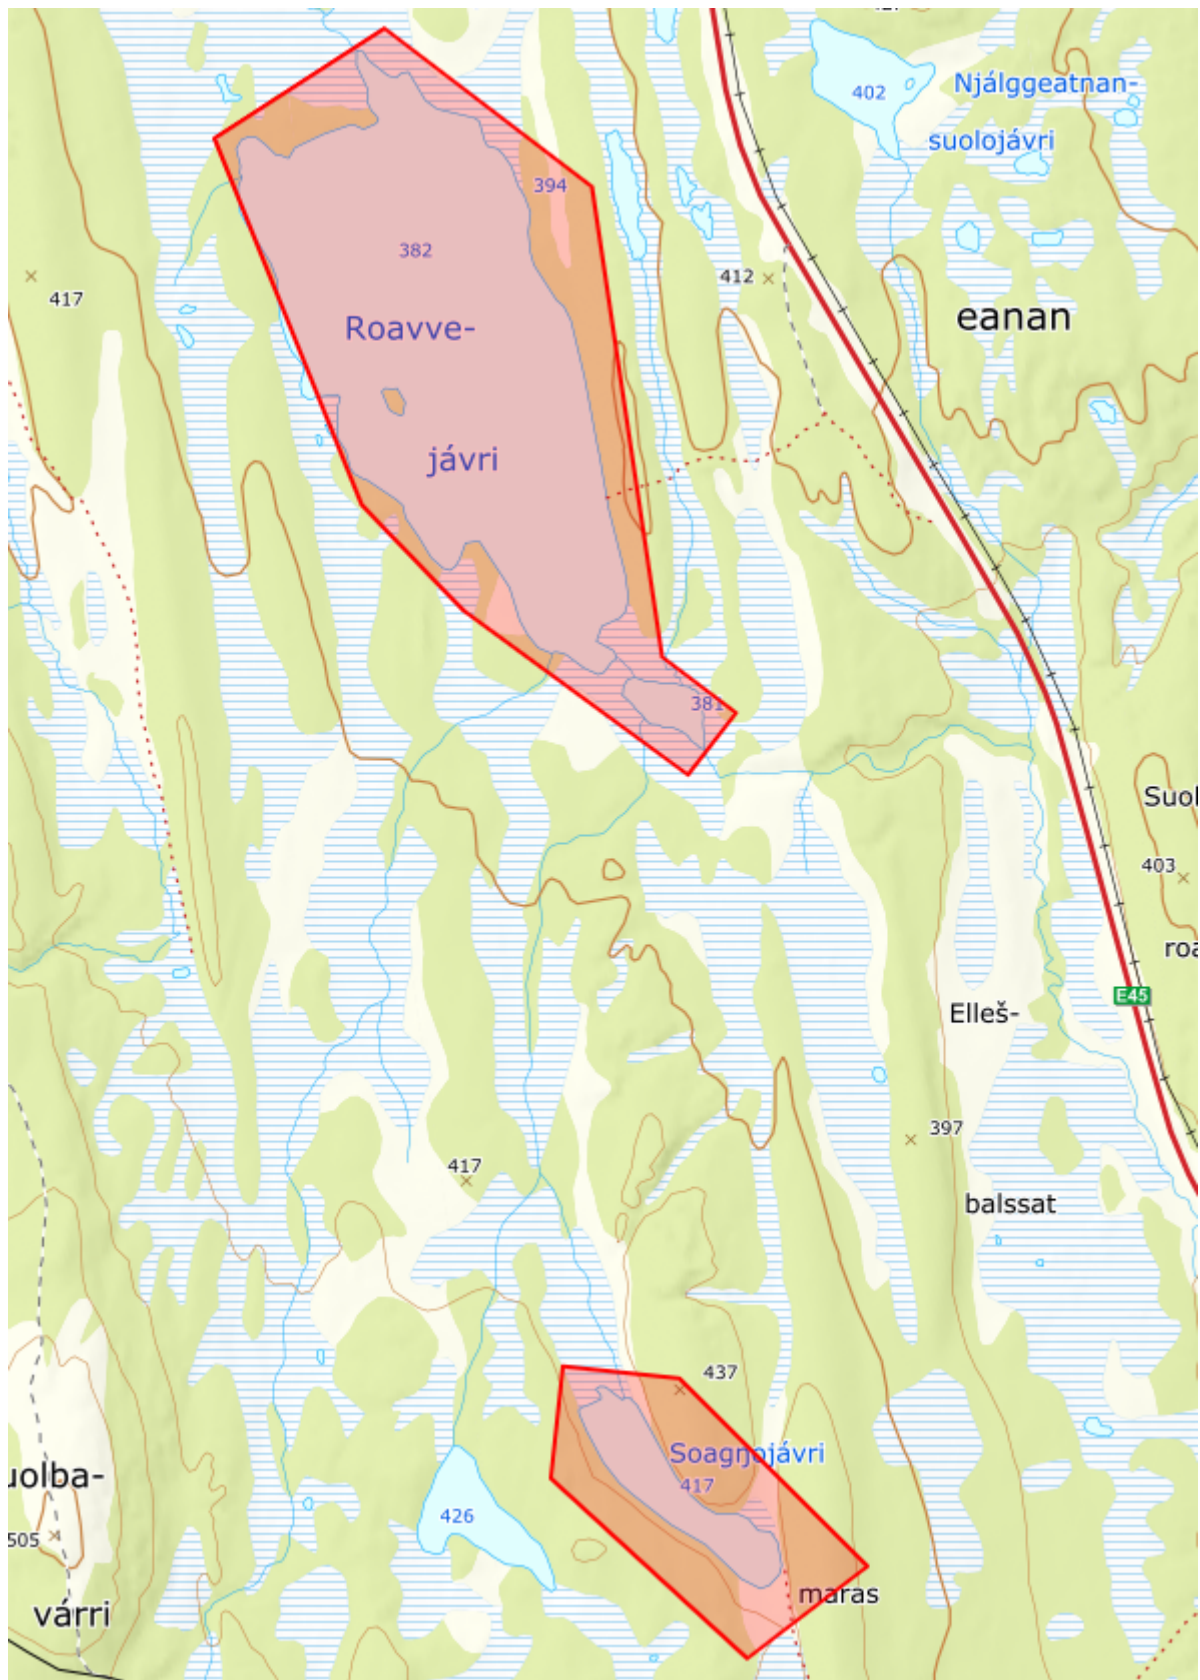 402
Njálggeatnan-
suolojávri
394
382
412
417
eanan
Roavve-
jávri
381
Suol
403
roa
E45
Elleš-
397
417
balssat
437
Soagŋojávri
417
uolba-
426
505
maras
várri